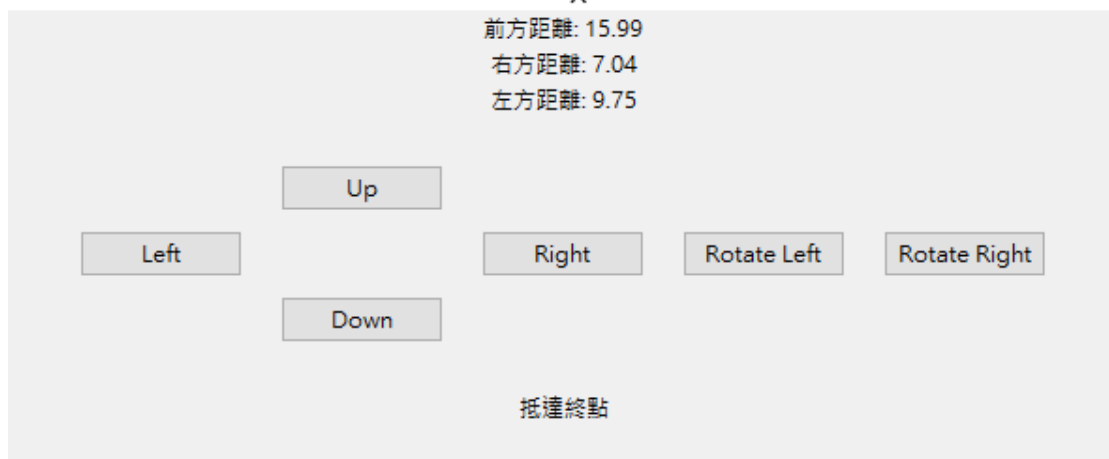 前方距離: 15.99
右方距離: 7.04
左方距離: 9.75
Up
Left
Right
Rotate Left
Rotate Right
Down
抵達終點